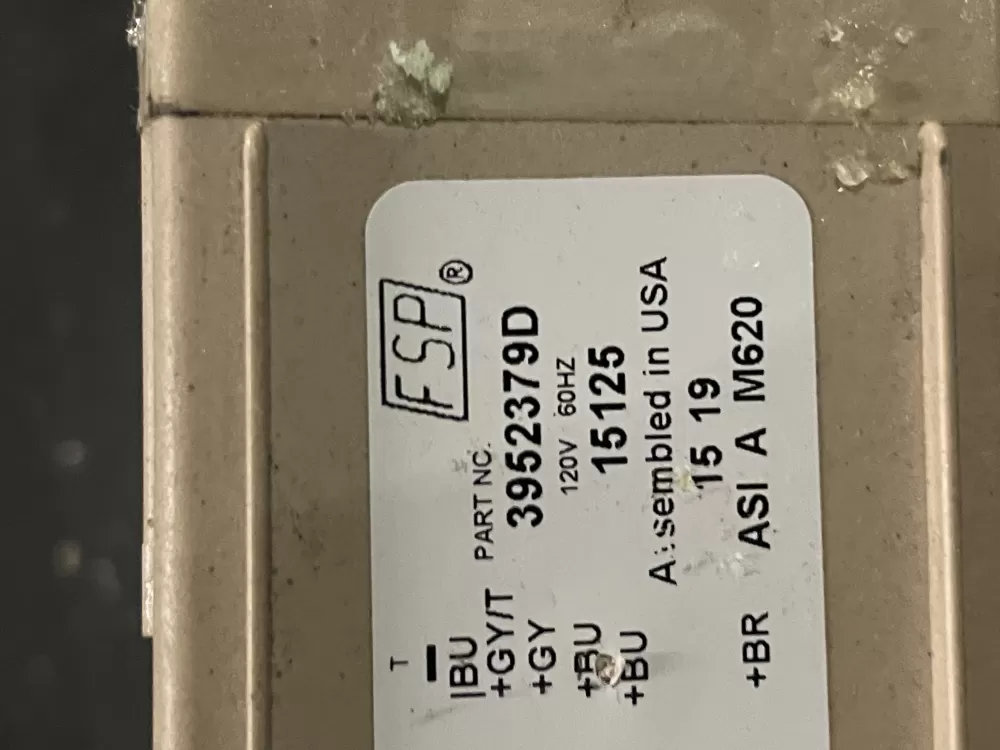 FSP®
PART NO.
3952379D
120V 60HZ
15125
Assembled in USA
15 19
ASI A M620
T
IBU
+GY/T
+GY
+BU
+BU
+BR